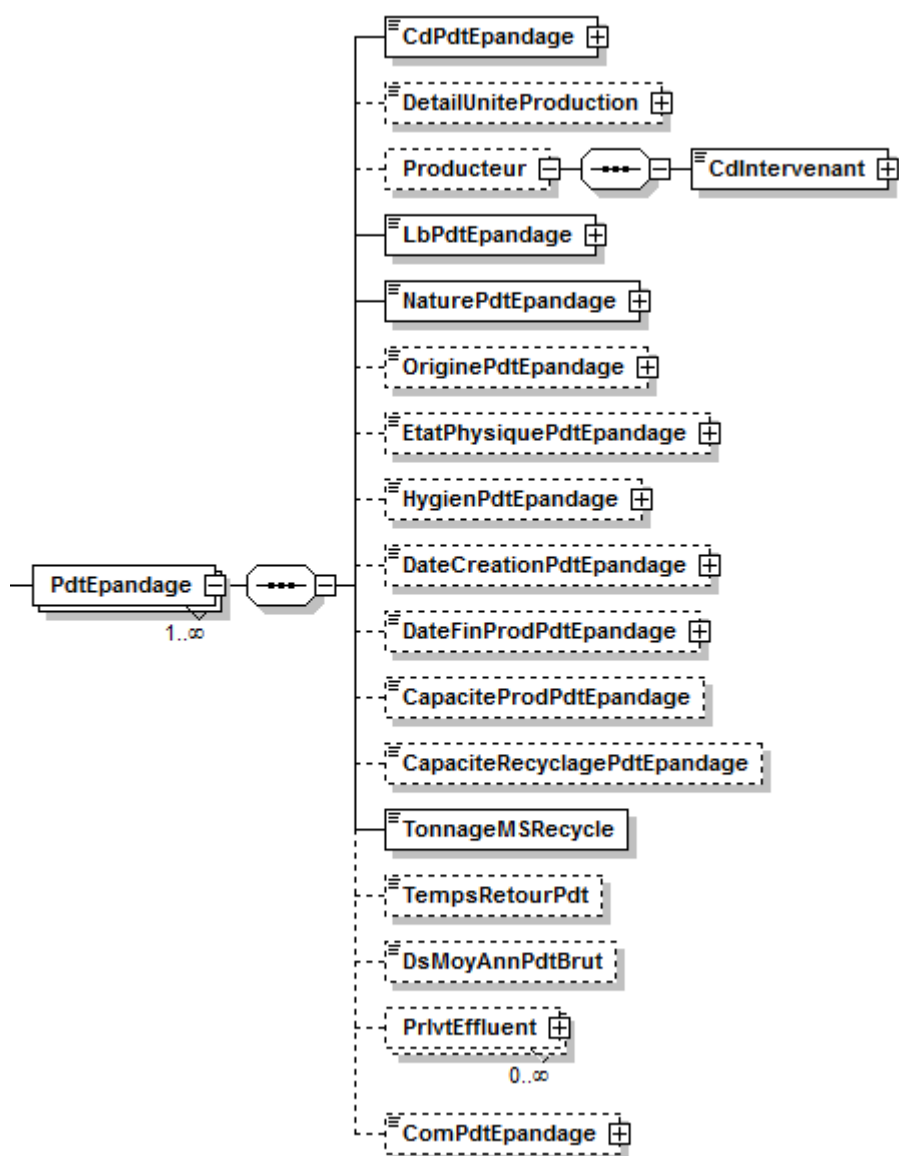 CdPdtEpandage
DetailUniteProduction
Producteur
CdIntervenant
LbPdtEpandage
NaturePdtEpandage
OriginePdtEpandage
EtatPhysiquePdtEpandage
HygienPdtEpandage
DateCreationPdtEpandage
PdtEpandage
1..∞
DateFinProdPdtEpandage
CapaciteProdPdtEpandage
CapaciteRecyclagePdtEpandage
TonnageMSRecycle
TempsRetourPdt
DsMoyAnnPdtBrut
PrlvtEffluent
0..∞
ComPdtEpandage